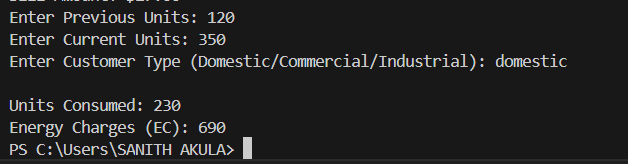 Enter Previous Units: 120
Enter Current Units: 350
Enter Customer Type (Domestic/Commercial/Industrial): domestic
Units Consumed: 230
Energy Charges (EC): 690
PS C:\Users\SANITH AKULA>